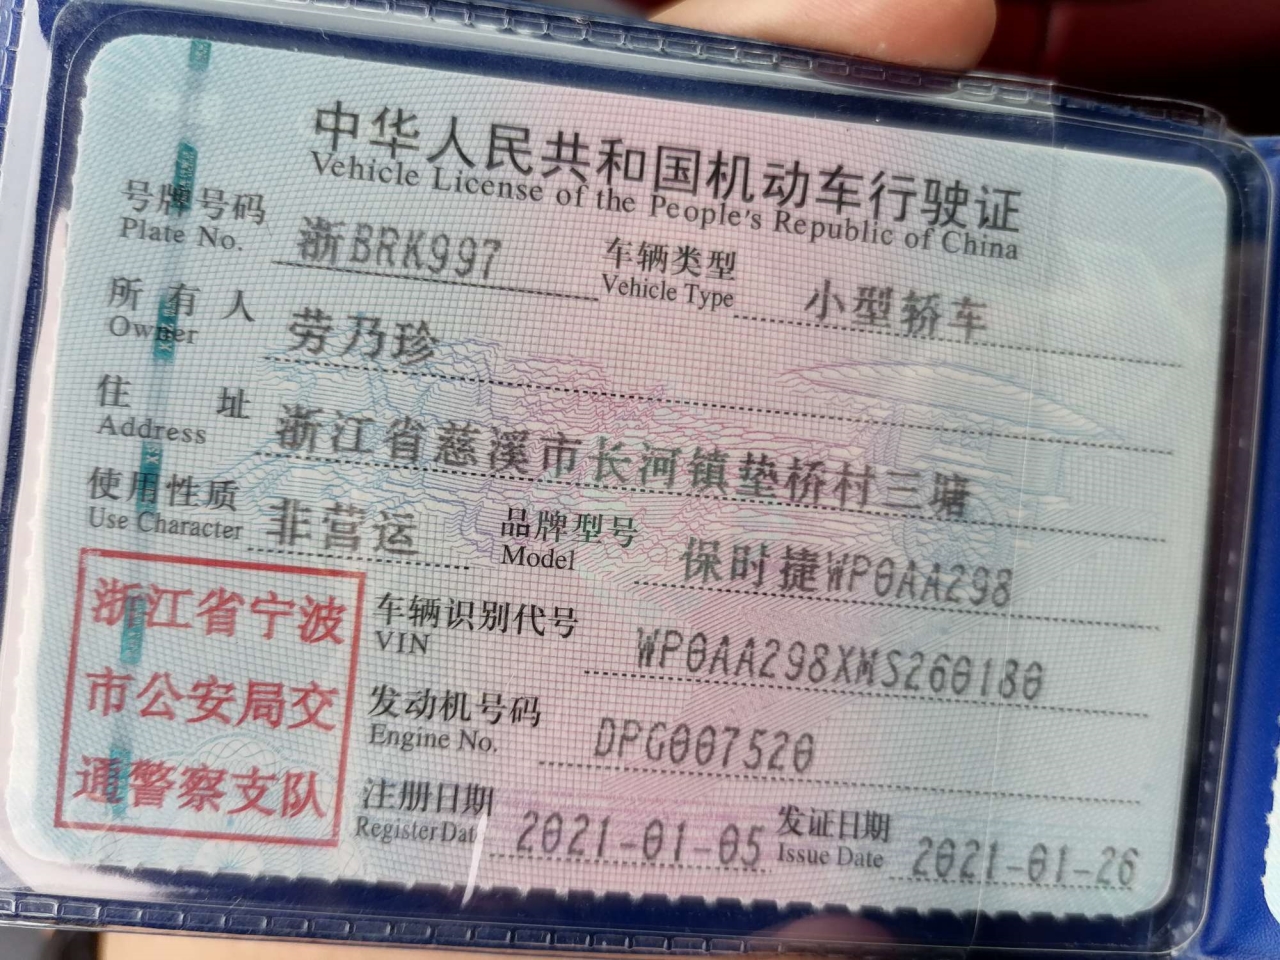 中华人民共和国机动车行驶证
Vehicle License of the People's Republic of China
号牌号码 浙BRK997 车辆类型 小型轿车
Plate No. Vehicle Type
所有人 劳乃珍
Owner
住址 浙江省慈溪市长河镇垫桥村三塘
Address
使用性质 非营运 品牌型号 保时捷WP0AA298
Use Character Model
浙江省宁波
市公安局交
通警察支队
车辆识别代号 WP0AA298XMS260180
VIN
发动机号码 DPG007520
Engine No.
注册日期 2021-01-05 发证日期 2021-01-26
Register Date Issue Date